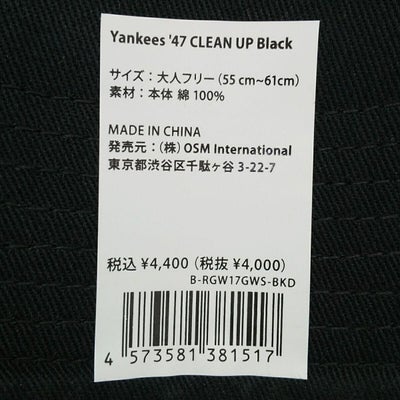 Yankees '47 CLEAN UP Black
サイズ：大人フリー（55 cm~61cm）
素材：本体 綿 100%
MADE IN CHINA
発売元：（株）OSM International
東京都渋谷区千駄ヶ谷 3-22-7
税込 ¥4,400（税抜 ¥4,000）
B-RGW17GWS-BKD
4 573581 381517